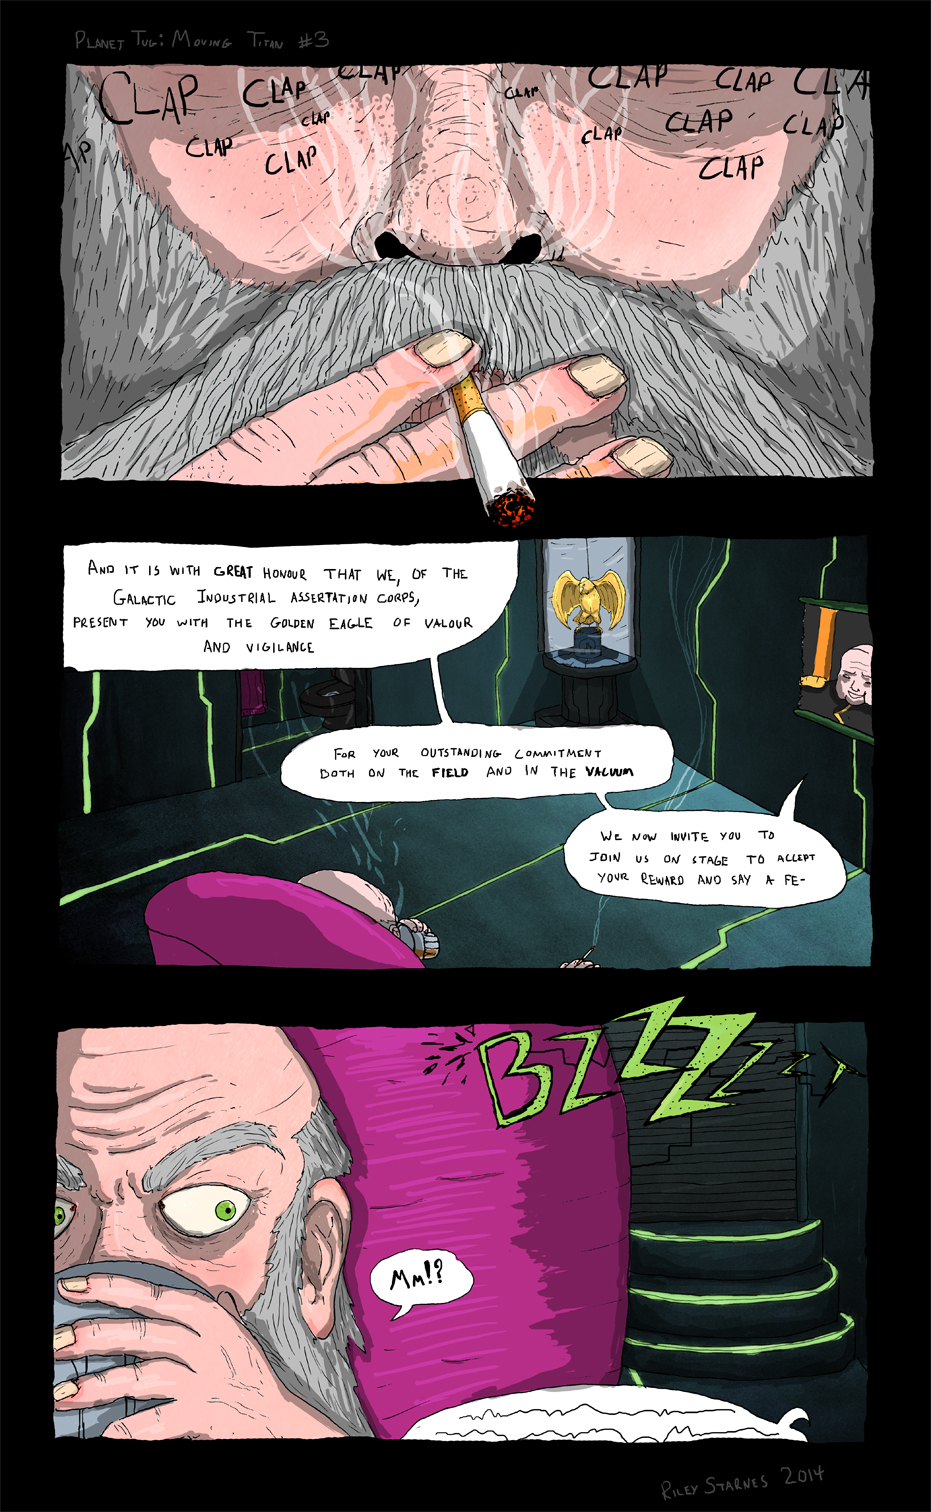 PLANET TUG: MOVING TITAN #3
CLAP CLAP CLAP CLAP CLAP CLAP CLA
CLAP CLAP CLAP CLAP
AP CLAP CLAP CLAP CLAP
AND IT IS WITH GREAT HONOUR THAT WE, OF THE
GALACTIC INDUSTRIAL ASSERTATION CORPS,
PRESENT YOU WITH THE GOLDEN EAGLE OF VALOUR
AND VIGILANCE
FOR YOUR OUTSTANDING COMMITMENT
BOTH ON THE FIELD AND IN THE VACUUM
WE NOW INVITE YOU TO
JOIN US ON STAGE TO ACCEPT
YOUR REWARD AND SAY A FE-
BZZZZZZ
MM!?
RILEY STARNES 2014